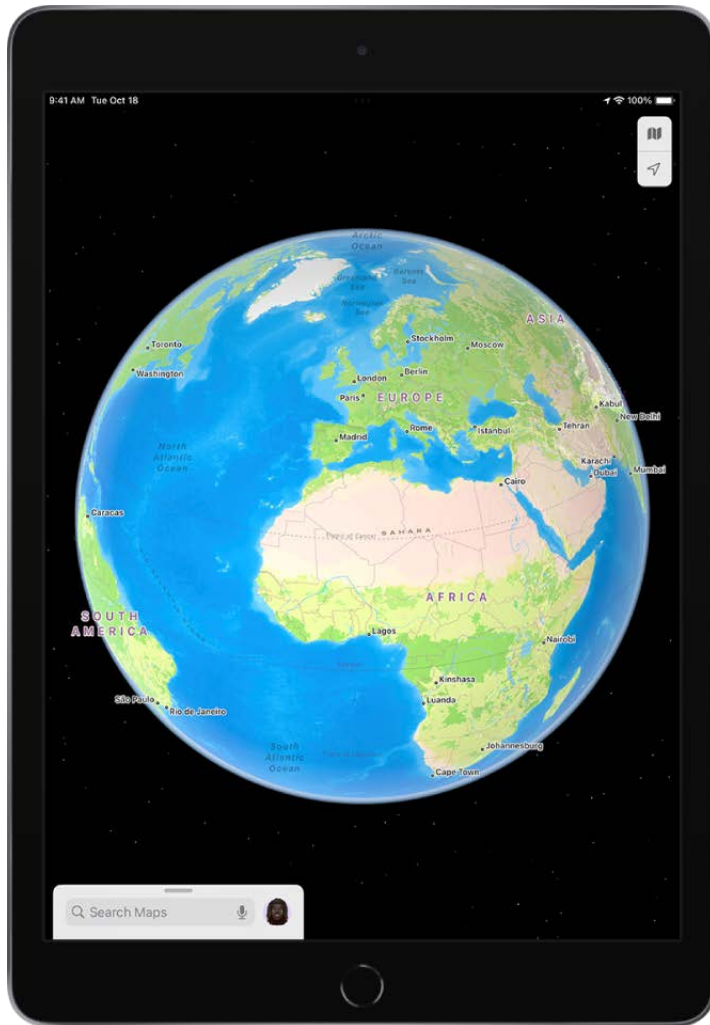 9:41 AM Tue Oct 18
100%
Arctic
Ocean
Greenland
Sea
Barents
Sea
Norwegian
Sea
ASIA
Toronto
Stockholm
Moscow
Washington
London
Berlin
Paris
EUROPE
Kabul
New Delhi
Rome
Istanbul
Tehran
Madrid
North
Atlantic
Ocean
Karachi
Dubai
Mumbai
Cairo
Caracas
Tropic of Cancer
SAHARA
AFRICA
SOUTH
AMERICA
Lagos
Nairobi
Kinshasa
São Paulo
Luanda
Rio de Janeiro
South
Atlantic
Ocean
Johannesburg
Cape Town
Search Maps